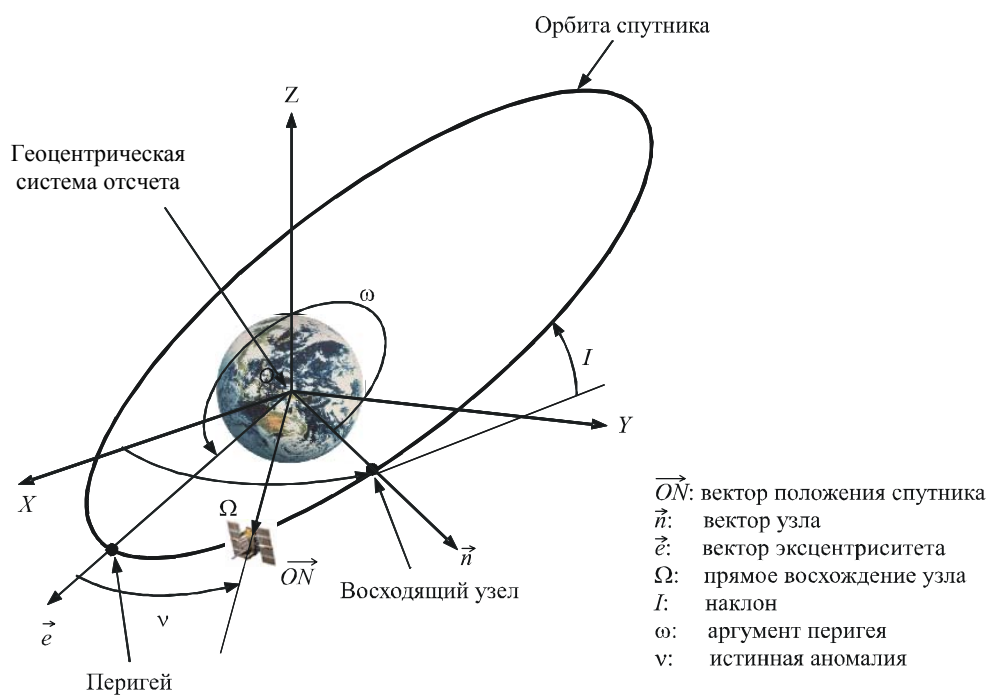 Орбита спутника
Z
Геоцентрическая
система отсчета
ω
O
I
Y
X
Ω
ON
n
Восходящий узел
e
ν
Перигей
ON: вектор положения спутника
n: вектор узла
e: вектор эксцентриситета
Ω: прямое восхождение узла
I: наклон
ω: аргумент перигея
ν: истинная аномалия